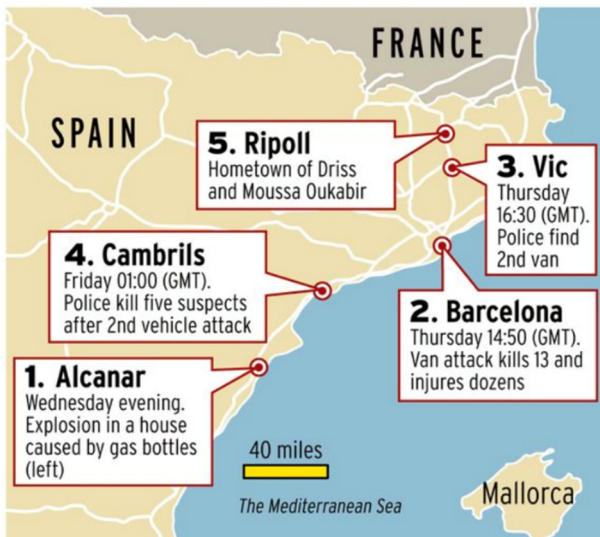 FRANCE
SPAIN
5. Ripoll
Hometown of Driss
and Moussa Oukabir
3. Vic
Thursday
16:30 (GMT).
Police find
2nd van
4. Cambrils
Friday 01:00 (GMT).
Police kill five suspects
after 2nd vehicle attack
2. Barcelona
Thursday 14:50 (GMT).
Van attack kills 13 and
injures dozens
1. Alcanar
Wednesday evening.
Explosion in a house
caused by gas bottles
(left)
40 miles
The Mediterranean Sea
Mallorca